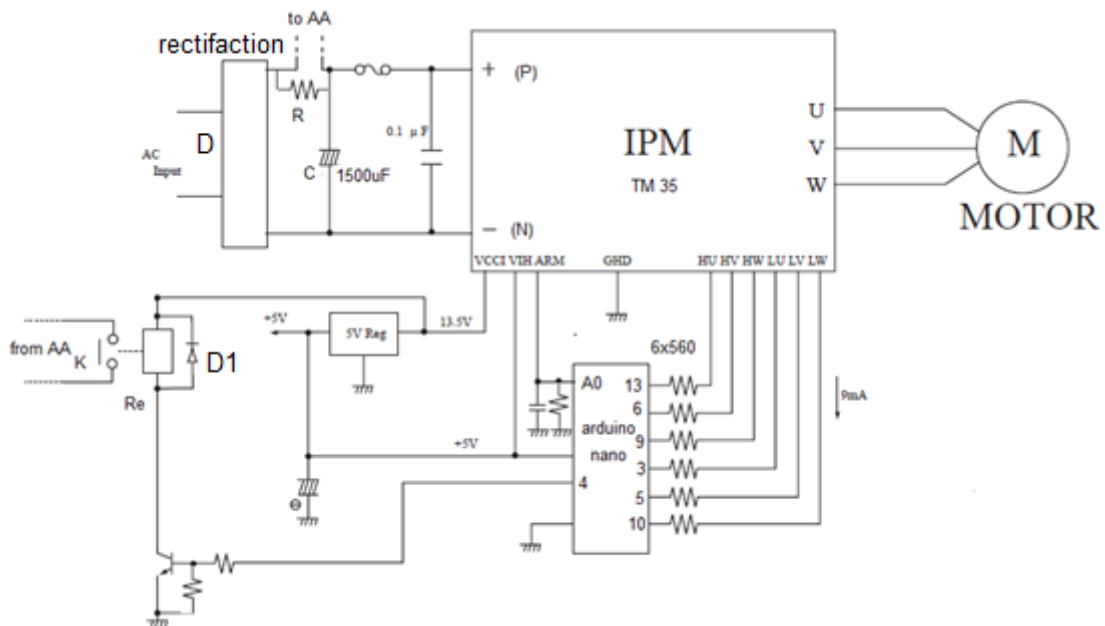 to AA
rectifaction
R
D
AC
Input
C
1500uF
0.1 μF
+ (P)
IPM
TM 35
− (N)
U
V
W
M
MOTOR
VCCI VIH ARM GHD HU HV HW LU LV LW
+5V
5V Reg
13.5V
from AA
K
D1
Re
6x560
A0
13
6
arduino
9
nano
3
4
5
10
9mA
+5V
⊖